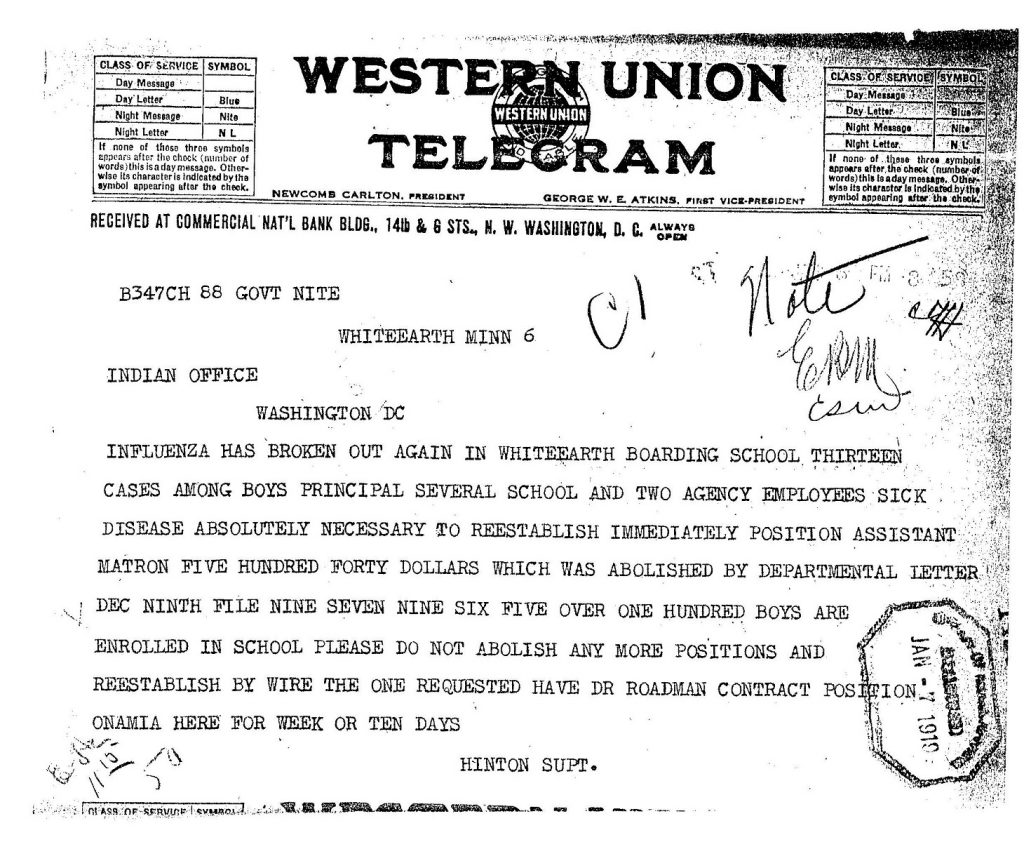 CLASS OF SERVICE SYMBOL
Day Message
Day Letter Blue
Night Message Nite
Night Letter N L
If none of these three symbols
appears after the check (number of
words) this is a day message. Other-
wise its character is indicated by the
symbol appearing after the check.
WESTERN UNION
WESTERN UNION
TELEGRAM
NEWCOMB CARLTON, PRESIDENT GEORGE W. E. ATKINS, FIRST VICE-PRESIDENT
CLASS OF SERVICE SYMBOL
Day Message
Day Letter Blue
Night Message Nite
Night Letter N L
If none of these three symbols
appears after the check (number of
words) this is a day message. Other-
wise its character is indicated by the
symbol appearing after the check.
RECEIVED AT COMMERCIAL NAT'L BANK BLDG., 14th & G STS., N. W. WASHINGTON, D. C. ALWAYS OPEN
PM 8 50
Note
EBM
B347CH 88 GOVT NITE
WHITEEARTH MINN 6
INDIAN OFFICE
WASHINGTON DC
INFLUENZA HAS BROKEN OUT AGAIN IN WHITEEARTH BOARDING SCHOOL THIRTEEN
CASES AMONG BOYS PRINCIPAL SEVERAL SCHOOL AND TWO AGENCY EMPLOYEES SICK
DISEASE ABSOLUTELY NECESSARY TO REESTABLISH IMMEDIATELY POSITION ASSISTANT
MATRON FIVE HUNDRED FORTY DOLLARS WHICH WAS ABOLISHED BY DEPARTMENTAL LETTER
DEC NINTH FILE NINE SEVEN NINE SIX FIVE OVER ONE HUNDRED BOYS ARE
ENROLLED IN SCHOOL PLEASE DO NOT ABOLISH ANY MORE POSITIONS AND
REESTABLISH BY WIRE THE ONE REQUESTED HAVE DR ROADMAN CONTRACT POSITION
ONAMIA HERE FOR WEEK OR TEN DAYS
HINTON SUPT.
RECEIVED
JAN -7 1919
CLASS OF SERVICE SYMBOL